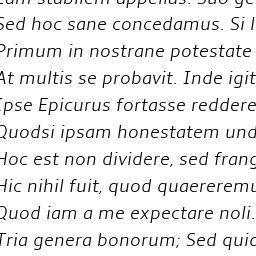 stabilem appellas. Suo ge
Sed hoc sane concedamus. Si
Primum in nostrane potestate
At multis se probavit. Inde igit
Ipse Epicurus fortasse reddere
Quodsi ipsam honestatem und
Hoc est non dividere, sed frang
Hic nihil fuit, quod quaereremu
Quod iam a me expectare noli.
Tria genera bonorum; Sed quic